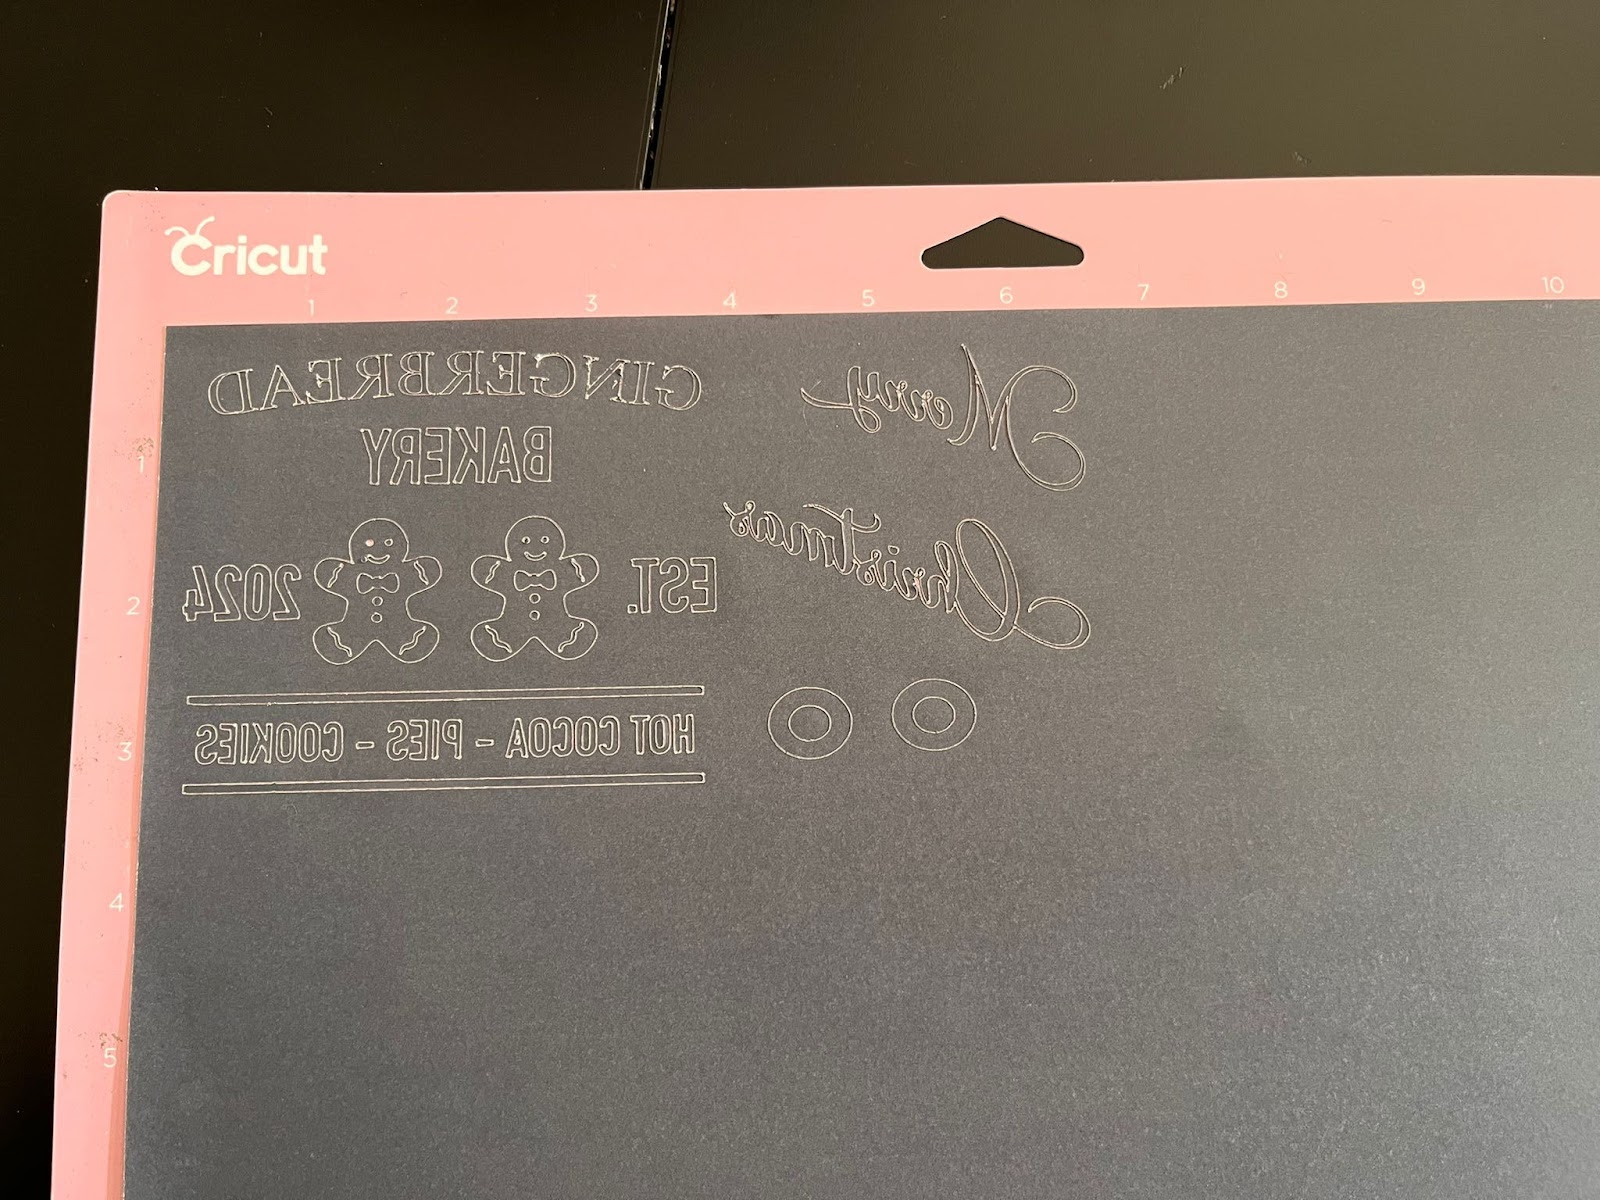 Cricut
1 2 3 4 5 6 7 8 9 10
1
2
3
4
5
GINGERBREAD
BAKERY
EST. 2024
HOT COCOA - PIES - COOKIES
Merry
Christmas